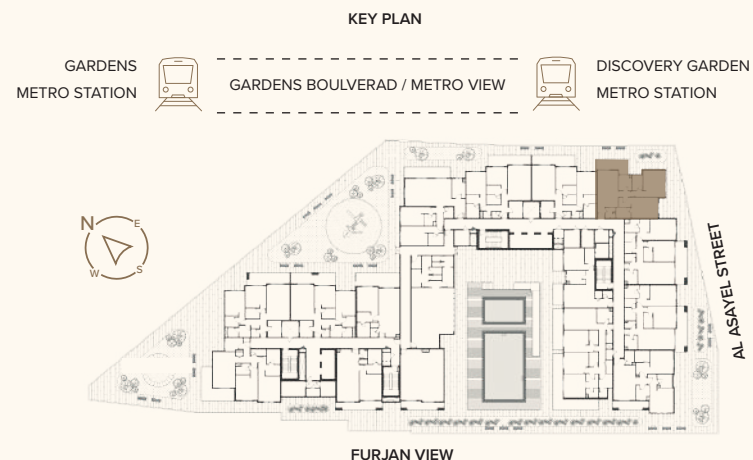 KEY PLAN
GARDENS
METRO STATION
GARDENS BOULVERAD / METRO VIEW
DISCOVERY GARDEN
METRO STATION
N
E
W
S
AL ASAYEL STREET
FURJAN VIEW